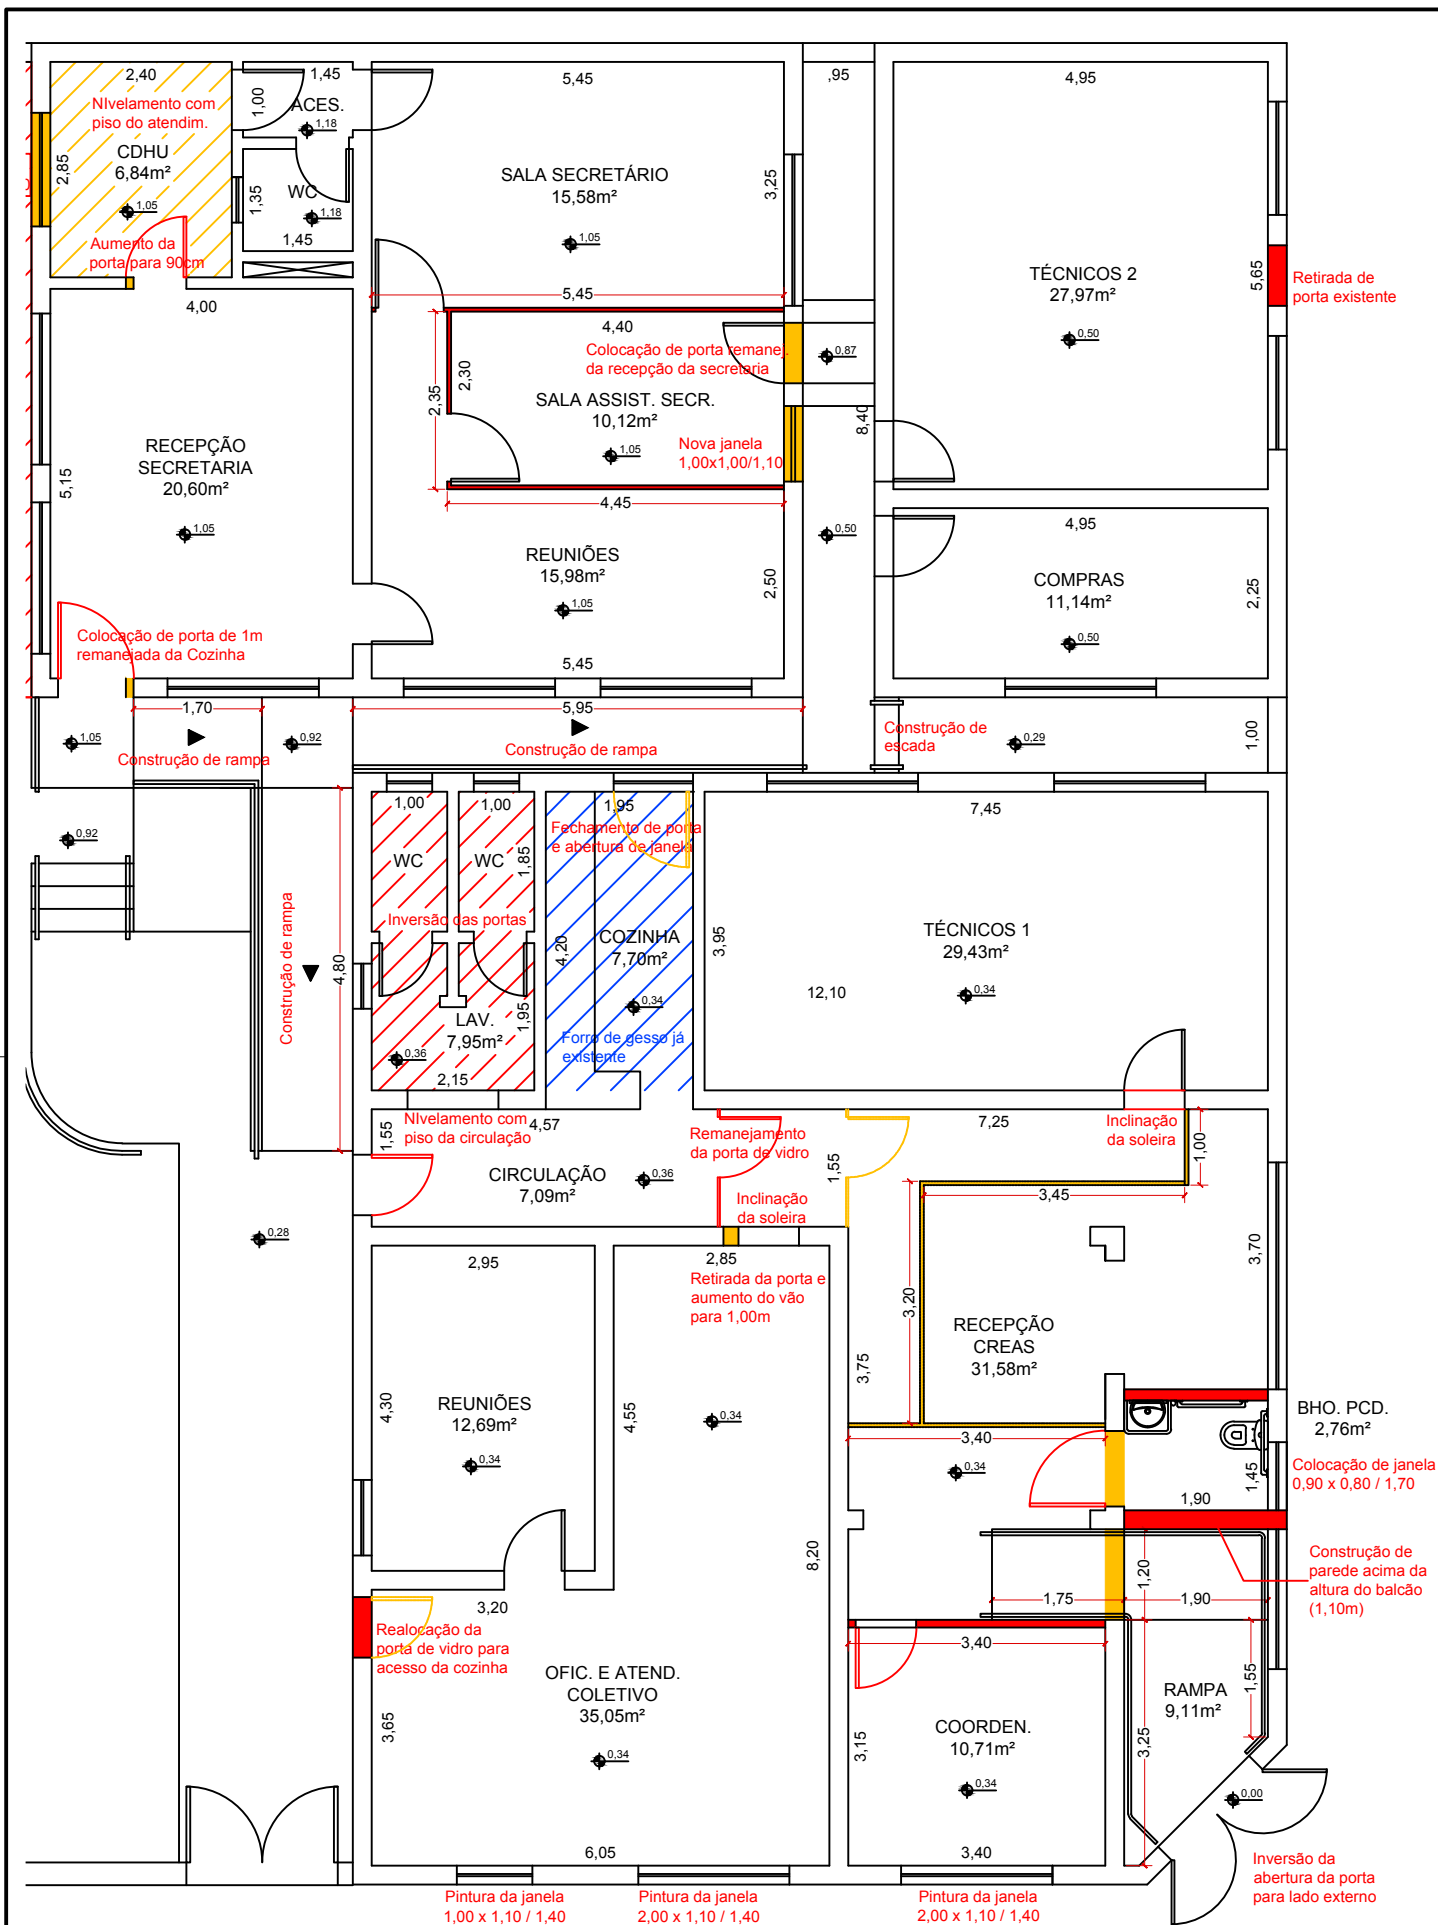 2,40
NIvelamento com
piso do atendim.
CDHU
6,84m²
2,85
1,05
Aumento da
porta para 90cm
1,45
1,00
ACES.
1,18
WC
1,35
1,18
1,45
5,45
SALA SECRETÁRIO
15,58m²
3,25
1,05
5,45
,95
4,95
TÉCNICOS 2
27,97m²
5,65
0,50
Retirada de
porta existente
4,00
RECEPÇÃO
SECRETARIA
20,60m²
5,15
1,05
4,40
Colocação de porta remanej.
da recepção da secretaria
2,30
2,35
SALA ASSIST. SECR.
10,12m²
1,05
Nova janela
1,00x1,00/1,10
0,87
8,40
4,45
REUNIÕES
15,98m²
2,50
1,05
5,45
0,50
4,95
COMPRAS
11,14m²
2,25
0,50
Colocação de porta de 1m
remanejada da Cozinha
1,70
1,05
Construção de rampa
0,92
5,95
Construção de rampa
Construção de
escada
0,29
1,00
0,92
Construção de rampa
4,80
1,00
1,00
WC
WC
1,85
Inversão das portas
LAV.
7,95m²
1,95
0,36
2,15
1,95
Fechamento de porta
e abertura de janela
COZINHA
7,70m²
4,20
0,34
Forro de gesso já
existente
7,45
TÉCNICOS 1
29,43m²
3,95
12,10
0,34
NIvelamento com
piso da circulação
4,57
1,55
CIRCULAÇÃO
7,09m²
0,36
Remanejamento
da porta de vidro
Inclinação
da soleira
1,55
7,25
Inclinação
da soleira
1,00
3,45
0,28
2,95
REUNIÕES
12,69m²
4,30
0,34
2,85
Retirada da porta e
aumento do vão
para 1,00m
4,55
0,34
3,20
3,75
RECEPÇÃO
CREAS
31,58m²
3,70
3,40
0,34
BHO. PCD.
2,76m²
1,45
1,90
Colocação de janela
0,90 x 0,80 / 1,70
8,20
Construção de
parede acima da
altura do balcão
(1,10m)
1,20
1,75
1,90
3,20
Realocação da
porta de vidro para
acesso da cozinha
OFIC. E ATEND.
COLETIVO
35,05m²
3,65
0,34
6,05
3,40
COORDEN.
10,71m²
3,15
0,34
3,40
RAMPA
9,11m²
1,55
3,25
0,00
Inversão da
abertura da porta
para lado externo
Pintura da janela
1,00 x 1,10 / 1,40
Pintura da janela
2,00 x 1,10 / 1,40
Pintura da janela
2,00 x 1,10 / 1,40